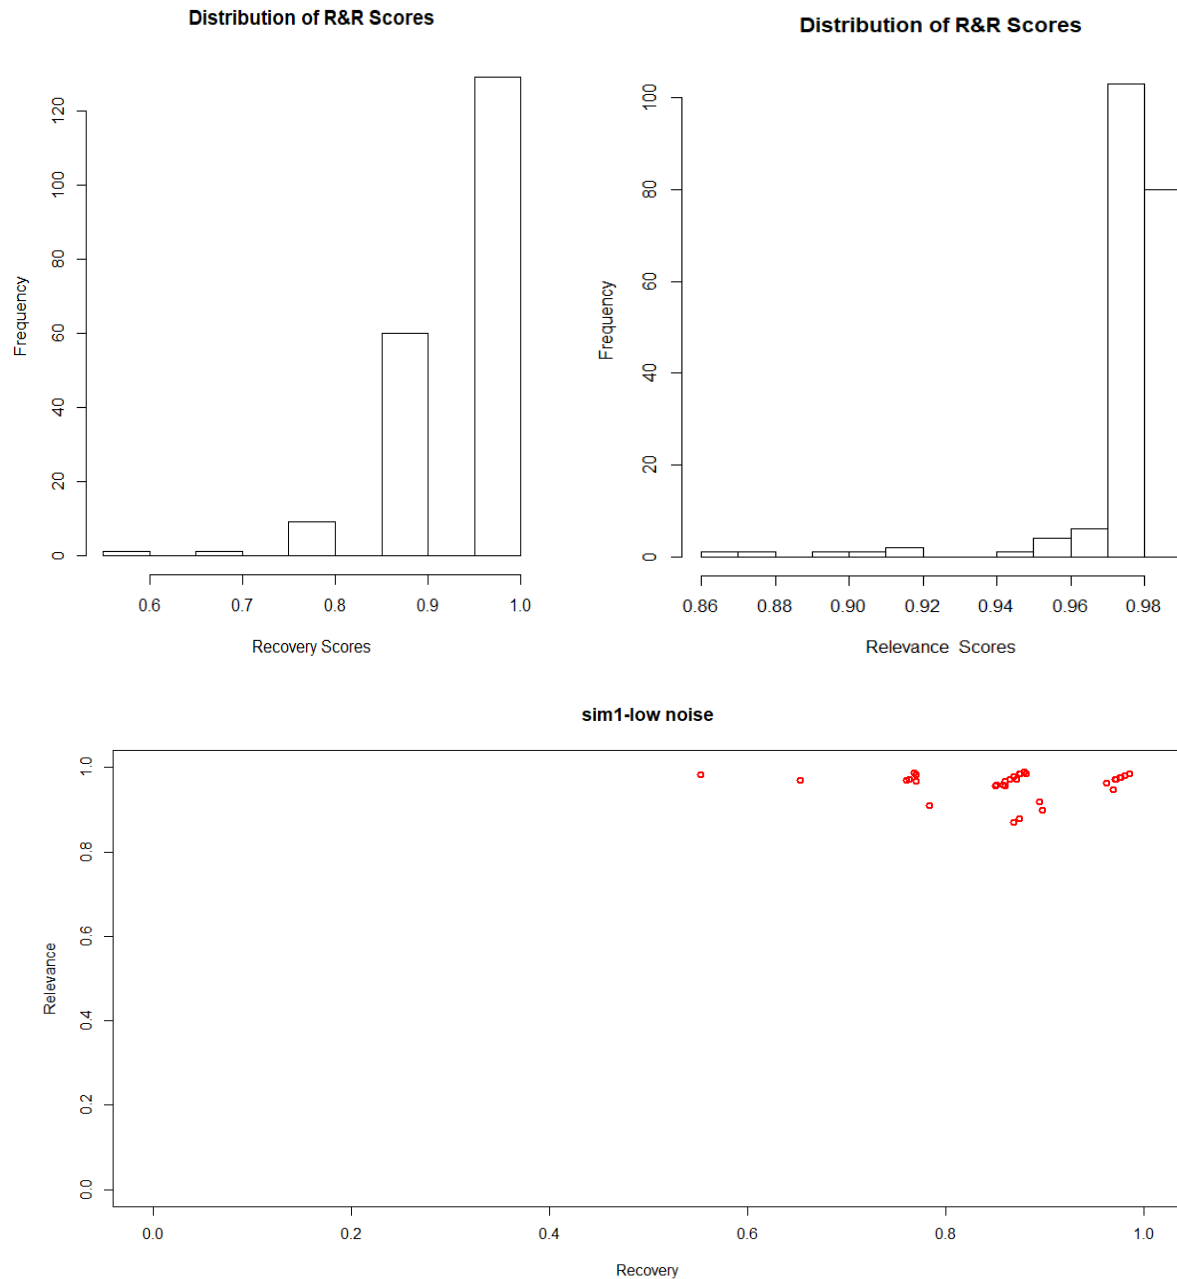 Distribution of R&R Scores
Frequency
0
20
40
60
80
100
120
0.6 0.7 0.8 0.9 1.0
Recovery Scores
Distribution of R&R Scores
Frequency
0
20
40
60
80
100
0.86 0.88 0.90 0.92 0.94 0.96 0.98
Relevance Scores
sim1-low noise
Relevance
0.0
0.2
0.4
0.6
0.8
1.0
0.0 0.2 0.4 0.6 0.8 1.0
Recovery